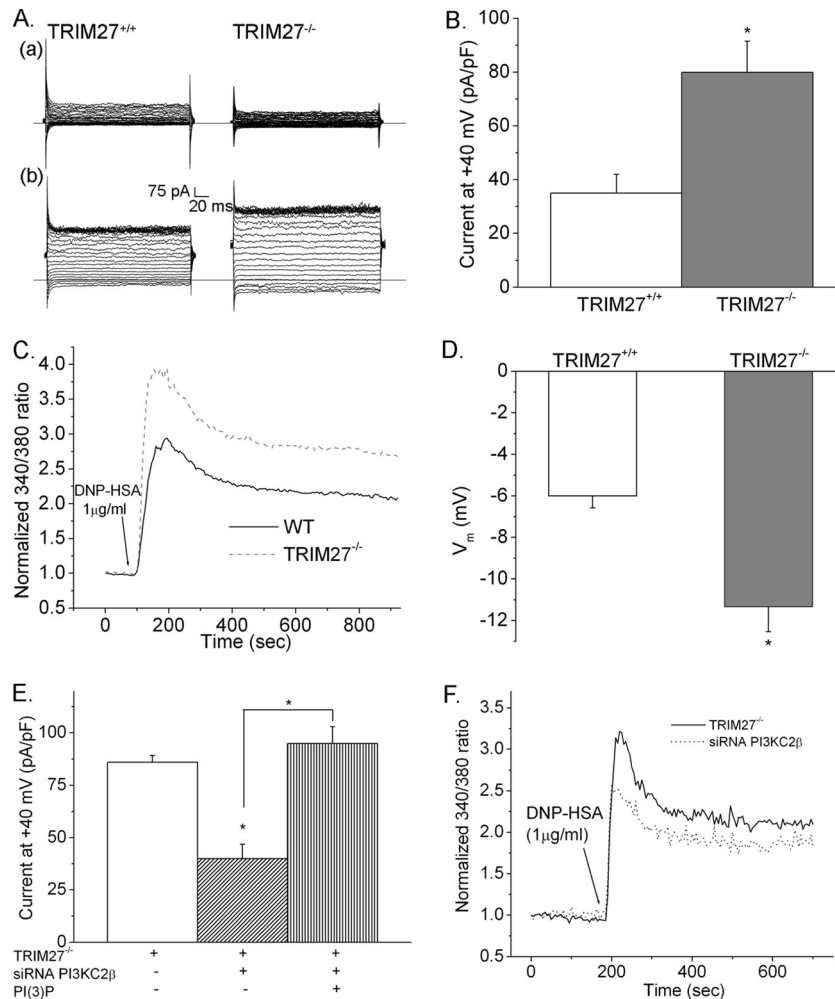 A.
TRIM27+/+ TRIM27-/-
(a)
(b)
75 pA
20 ms
B.
Current at +40 mV (pA/pF)
100
80
60
40
20
0
*
TRIM27+/+ TRIM27-/-
C.
Normalized 340/380 ratio
4.0
3.5
3.0
2.5
2.0
1.5
1.0
0.5
DNP-HSA
1µg/ml
WT
TRIM27-/-
0 200 400 600 800
Time (sec)
D.
TRIM27+/+ TRIM27-/-
Vm (mV)
0
-2
-4
-6
-8
-10
-12
*
E.
Current at +40 mV (pA/pF)
100
75
50
25
0
*
*
TRIM27-/- + + +
siRNA PI3KC2β - + +
PI(3)P - - +
F.
Normalized 340/380 ratio
3.5
3.0
2.5
2.0
1.5
1.0
0.5
TRIM27-/-
siRNA PI3KC2β
DNP-HSA
(1µg/ml)
0 200 400 600
Time (sec)